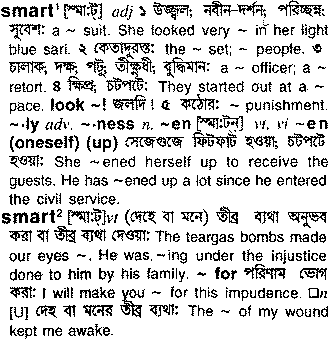 smart¹ [স্মা:ট্] adj ১ উজ্জ্বল; নবীন-দর্শন; পরিচ্ছন্ন;
সুবেশ: a ~ suit. She looked very ~ in her light
blue sari. ২ কেতাদুরস্ত: the ~ set; ~ people. ৩
চালাক; দক্ষ; পটু; তীক্ষ্ণধী; বুদ্ধিমান: a ~ officer; a ~
retort. ৪ ক্ষিপ্র; চটপটে: They started out at a ~
pace. look ~! জলদি! ৫ কঠোর: ~ punishment.
~·ly adv. ~·ness n. ~·en [স্মা:ট্ন্] vt, vi ~·en
(oneself) (up) সেজেগুজে ফিটফাট হওয়া; চটপটে
হওয়া: She ~ened herself up to receive the
guests. He has ~ened up a lot since he entered
the civil service.
smart² [স্মা:ট্] vt (দেহে বা মনে) তীব্র ব্যথা অনুভব
করা বা তীব্র ব্যথা দেওয়া: The teargas bombs made
our eyes ~. He was ~ing under the injustice
done to him by his family. ~ for পরিণাম ভোগ
করা: I will make you ~ for this impudence. □n
[U] দেহ বা মনের তীব্র ব্যথা: The ~ of my wound
kept me awake.